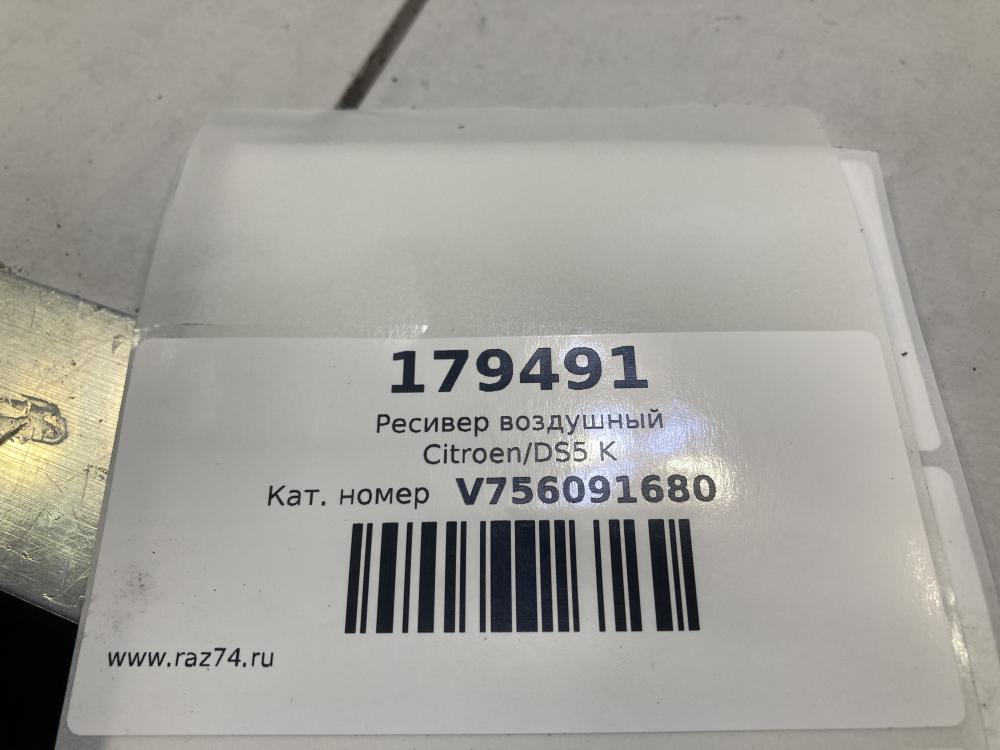 179491
Ресивер воздушный
Citroen/DS5 K
Кат. номер V756091680
www.raz74.ru